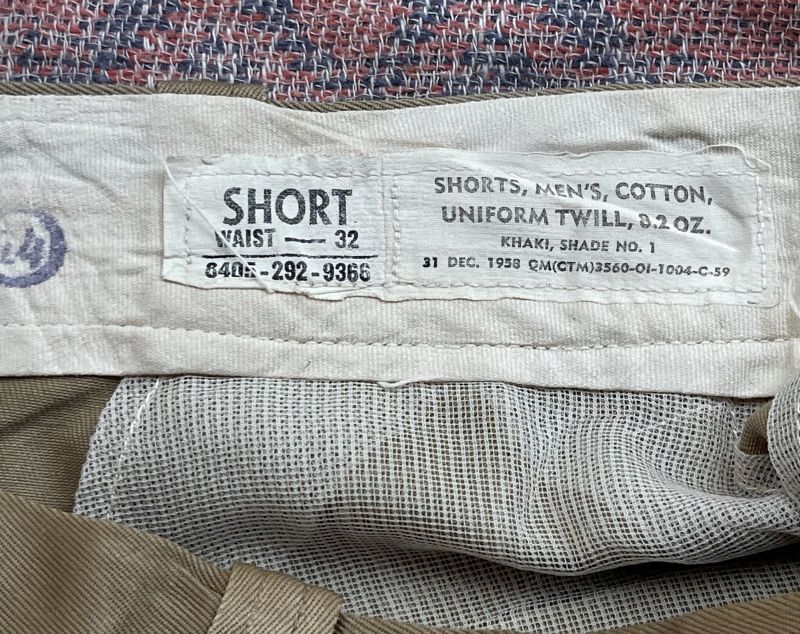 SHORT
WAIST — 32
8405-292-9366
SHORTS, MEN'S, COTTON,
UNIFORM TWILL, 8.2 OZ.
KHAKI, SHADE NO. 1
31 DEC. 1958 QM(CTM)3560-OI-1004-C-59